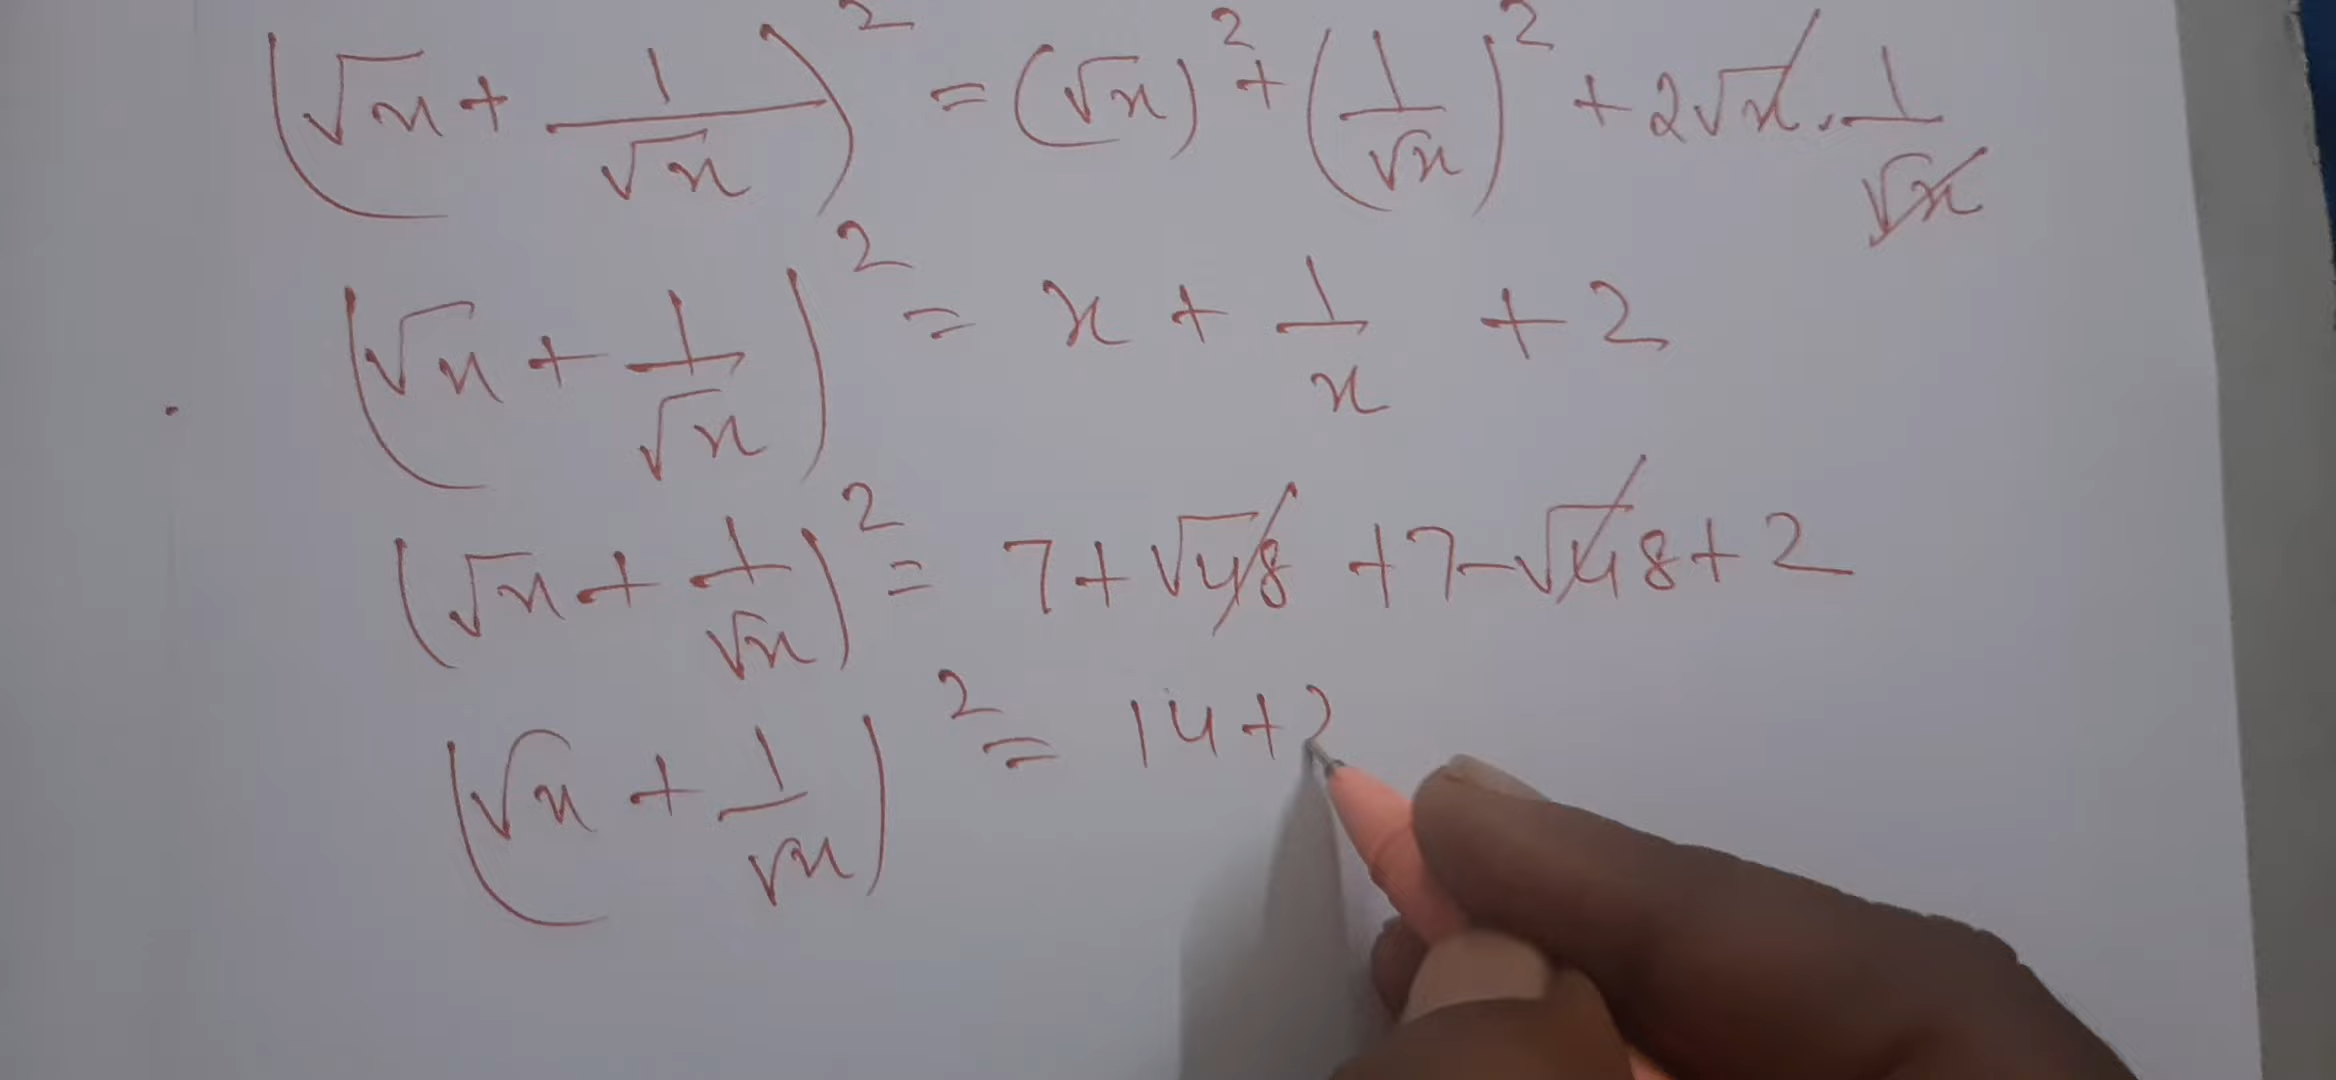 (√x + 1/√x)² = (√x)² + (1/√x)² + 2√x . 1/√x
(√x + 1/√x)² = x + 1/x + 2
(√x + 1/√x)² = 7 + √48 + 7 - √48 + 2
(√x + 1/√x)² = 14 + 2